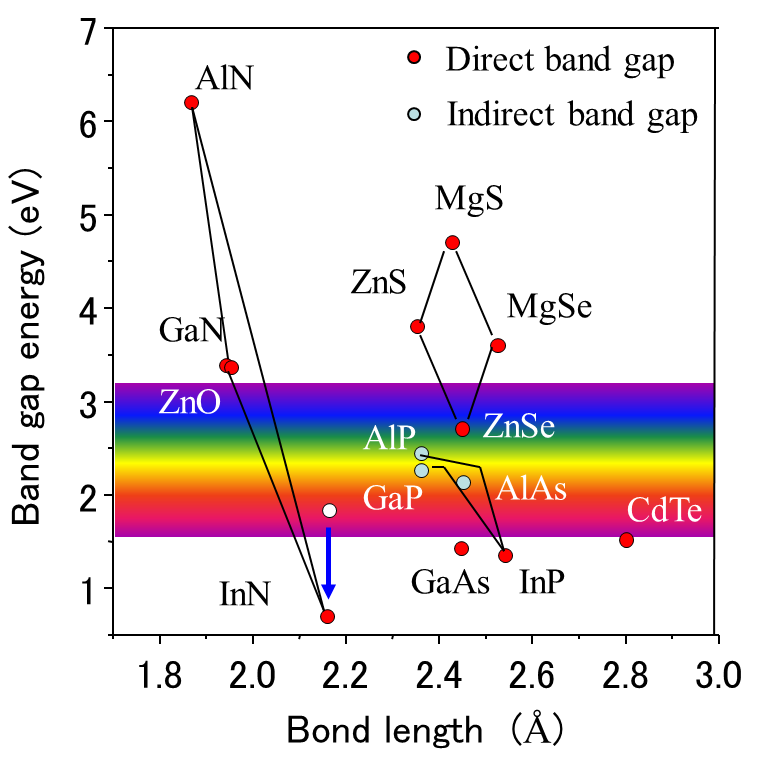 7
6
5
4
3
2
1
Band gap energy (eV)
Direct band gap
Indirect band gap
AlN
MgS
ZnS
MgSe
GaN
ZnO
ZnSe
AlP
GaP
AlAs
CdTe
GaAs
InP
InN
1.8 2.0 2.2 2.4 2.6 2.8 3.0
Bond length (Å)